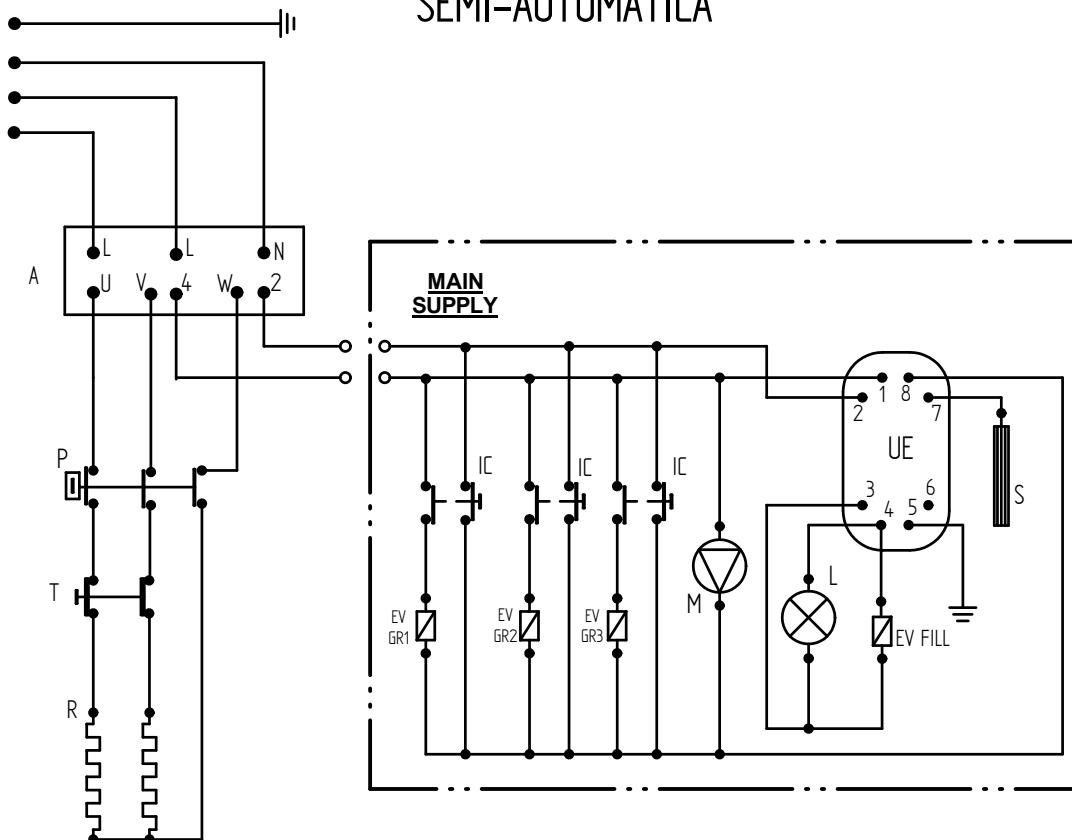 SEMI-AUTOMATICA
L L N
A
U V 4 W 2
MAIN
SUPPLY
1 8
2 7
UE
P
IC IC IC
3 6
4 5
S
T
L
M
EV
GR1
EV
GR2
EV
GR3
EV FILL
R